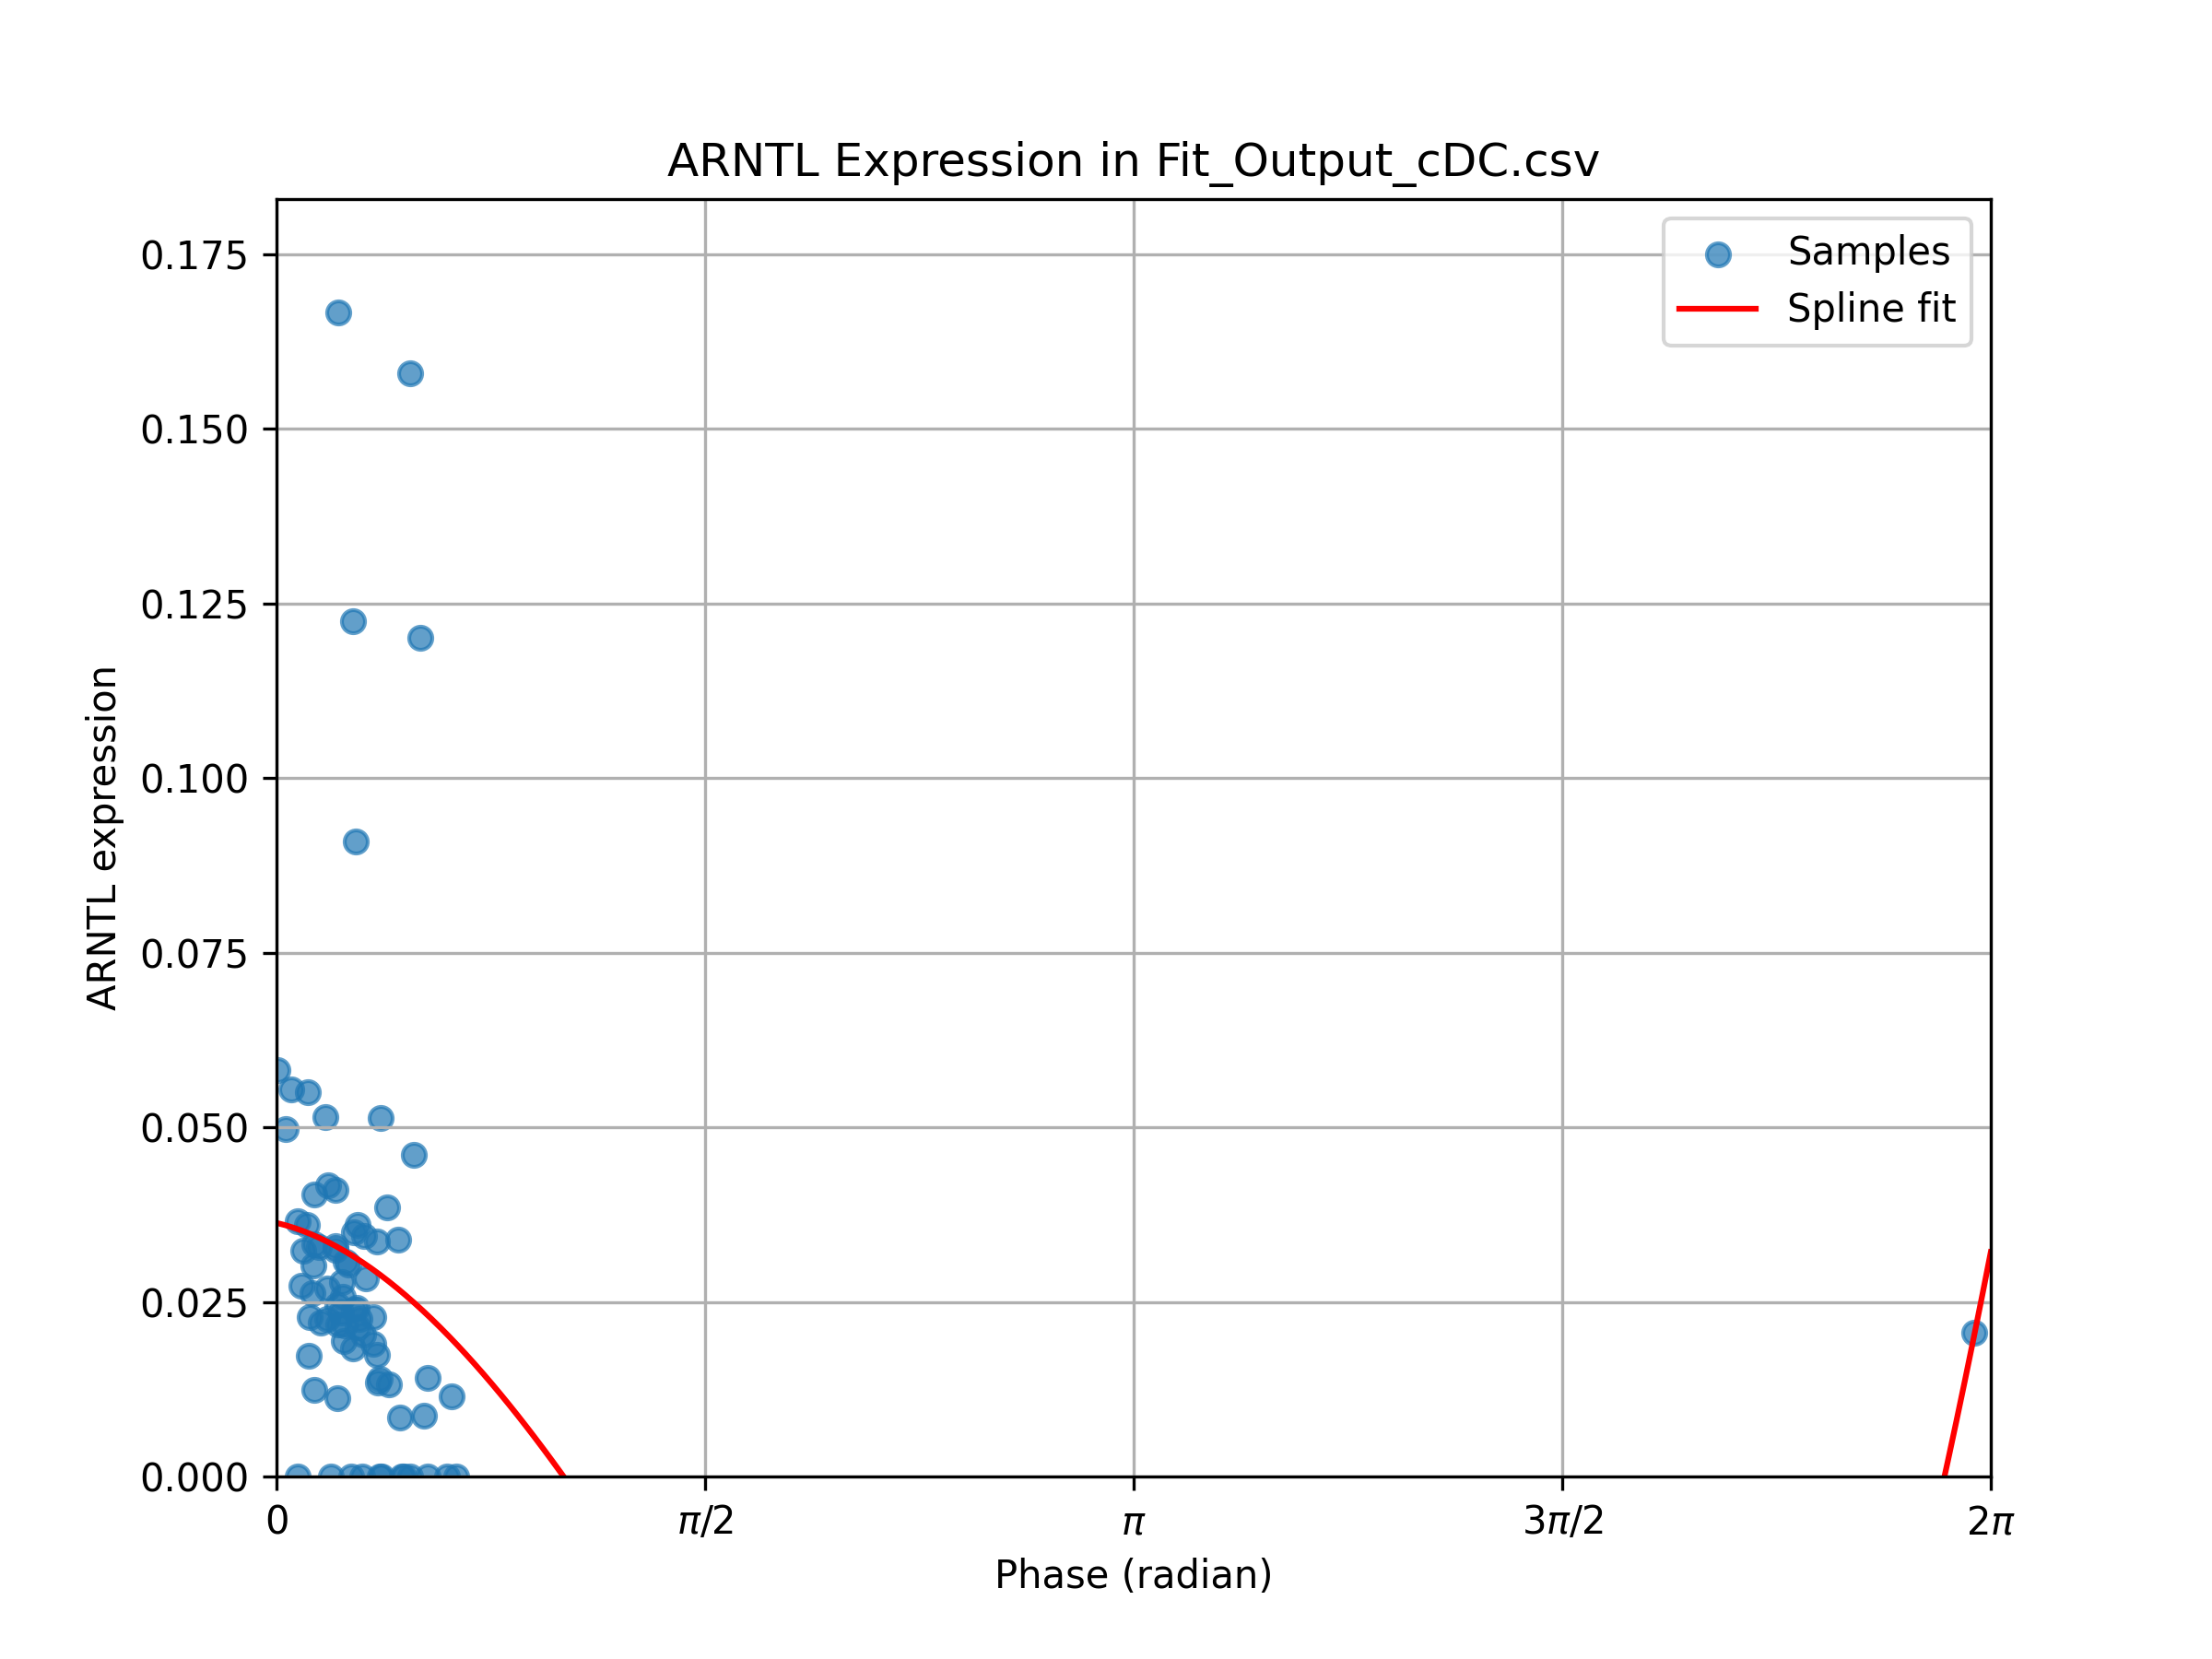 ARNTL Expression in Fit_Output_cDC.csv
Samples
Spline fit
0.175
0.150
0.125
0.100
0.075
0.050
0.025
0.000
ARNTL expression
0
π/2
π
3π/2
2π
Phase (radian)